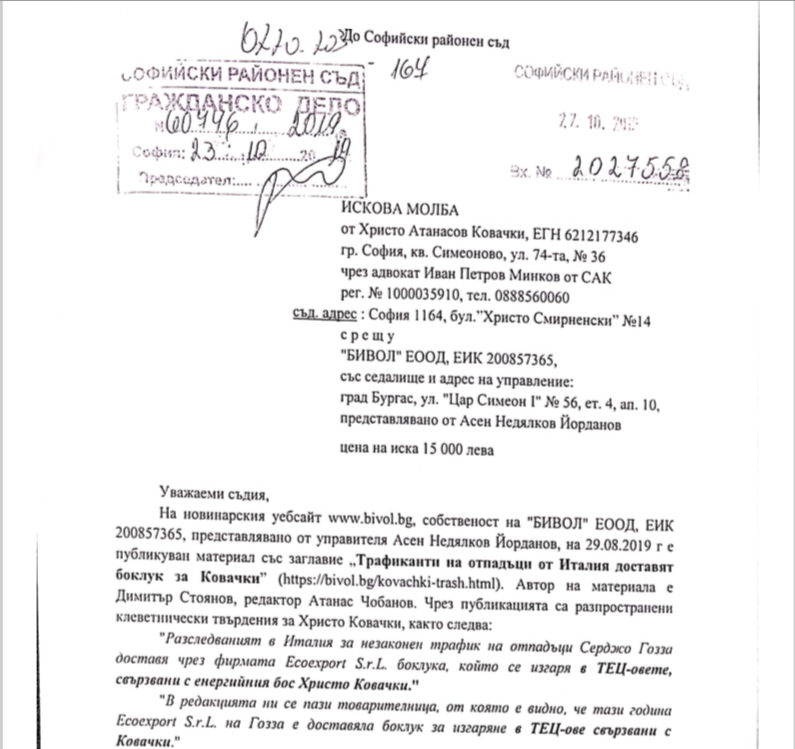 До Софийски районен съд
164
СОФИЙСКИ РАЙОНЕН СЪД
ГРАЖДАНСКО ДЕЛО
№ 60446 2019
София: 23. 10 2019
Председател:
СОФИЙСКИ РАЙОНЕН СЪД
27. 10.
Вх. № 2027558
ИСКОВА МОЛБА
от Христо Атанасов Ковачки, ЕГН 6212177346
гр. София, кв. Симеоново, ул. 74-та, № 36
чрез адвокат Иван Петров Минков от САК
рег. № 1000035910, тел. 0888560060
съд. адрес : София 1164, бул."Христо Смирненски" №14
с р е щ у
"БИВОЛ" ЕООД, ЕИК 200857365,
със седалище и адрес на управление:
град Бургас, ул. "Цар Симеон I" № 56, ет. 4, ап. 10,
представлявано от Асен Недялков Йорданов
цена на иска 15 000 лева
Уважаеми съдия,
На новинарския уебсайт www.bivol.bg, собственост на "БИВОЛ" ЕООД, ЕИК
200857365, представлявано от управителя Асен Недялков Йорданов, на 29.08.2019 г е
публикуван материал със заглавие „Трафиканти на отпадъци от Италия доставят
боклук за Ковачки" (https://bivol.bg/kovachki-trash.html). Автор на материала е
Димитър Стоянов, редактор Атанас Чобанов. Чрез публикацията са разпространени
клеветнически твърдения за Христо Ковачки, както следва:
"Разследваният в Италия за незаконен трафик на отпадъци Серджо Гозза
доставя чрез фирмата Ecoexport S.r.L. боклука, който се изгаря в ТЕЦ-овете,
свързвани с енергийния бос Христо Ковачки."
"В редакцията ни се пази товарителница, от която е видно, че тази година
Ecoexport S.r.L. на Гозза е доставяла боклук за изгаряне в ТЕЦ-ове свързвани с
Ковачки."